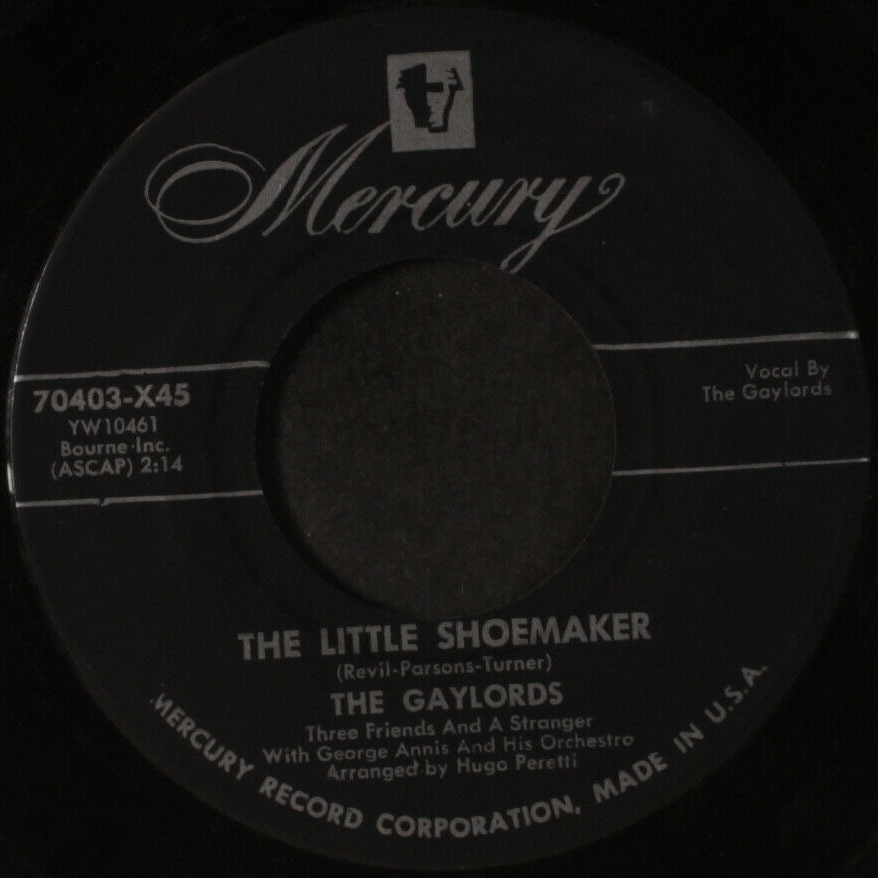 Mercury
70403-X45
YW10461
Bourne Inc.
(ASCAP) 2:14
Vocal By
The Gaylords
THE LITTLE SHOEMAKER
(Revil-Parsons-Turner)
THE GAYLORDS
Three Friends And A Stranger
With George Annis And His Orchestra
Arranged by Hugo Peretti
MERCURY RECORD CORPORATION, MADE IN U.S.A.